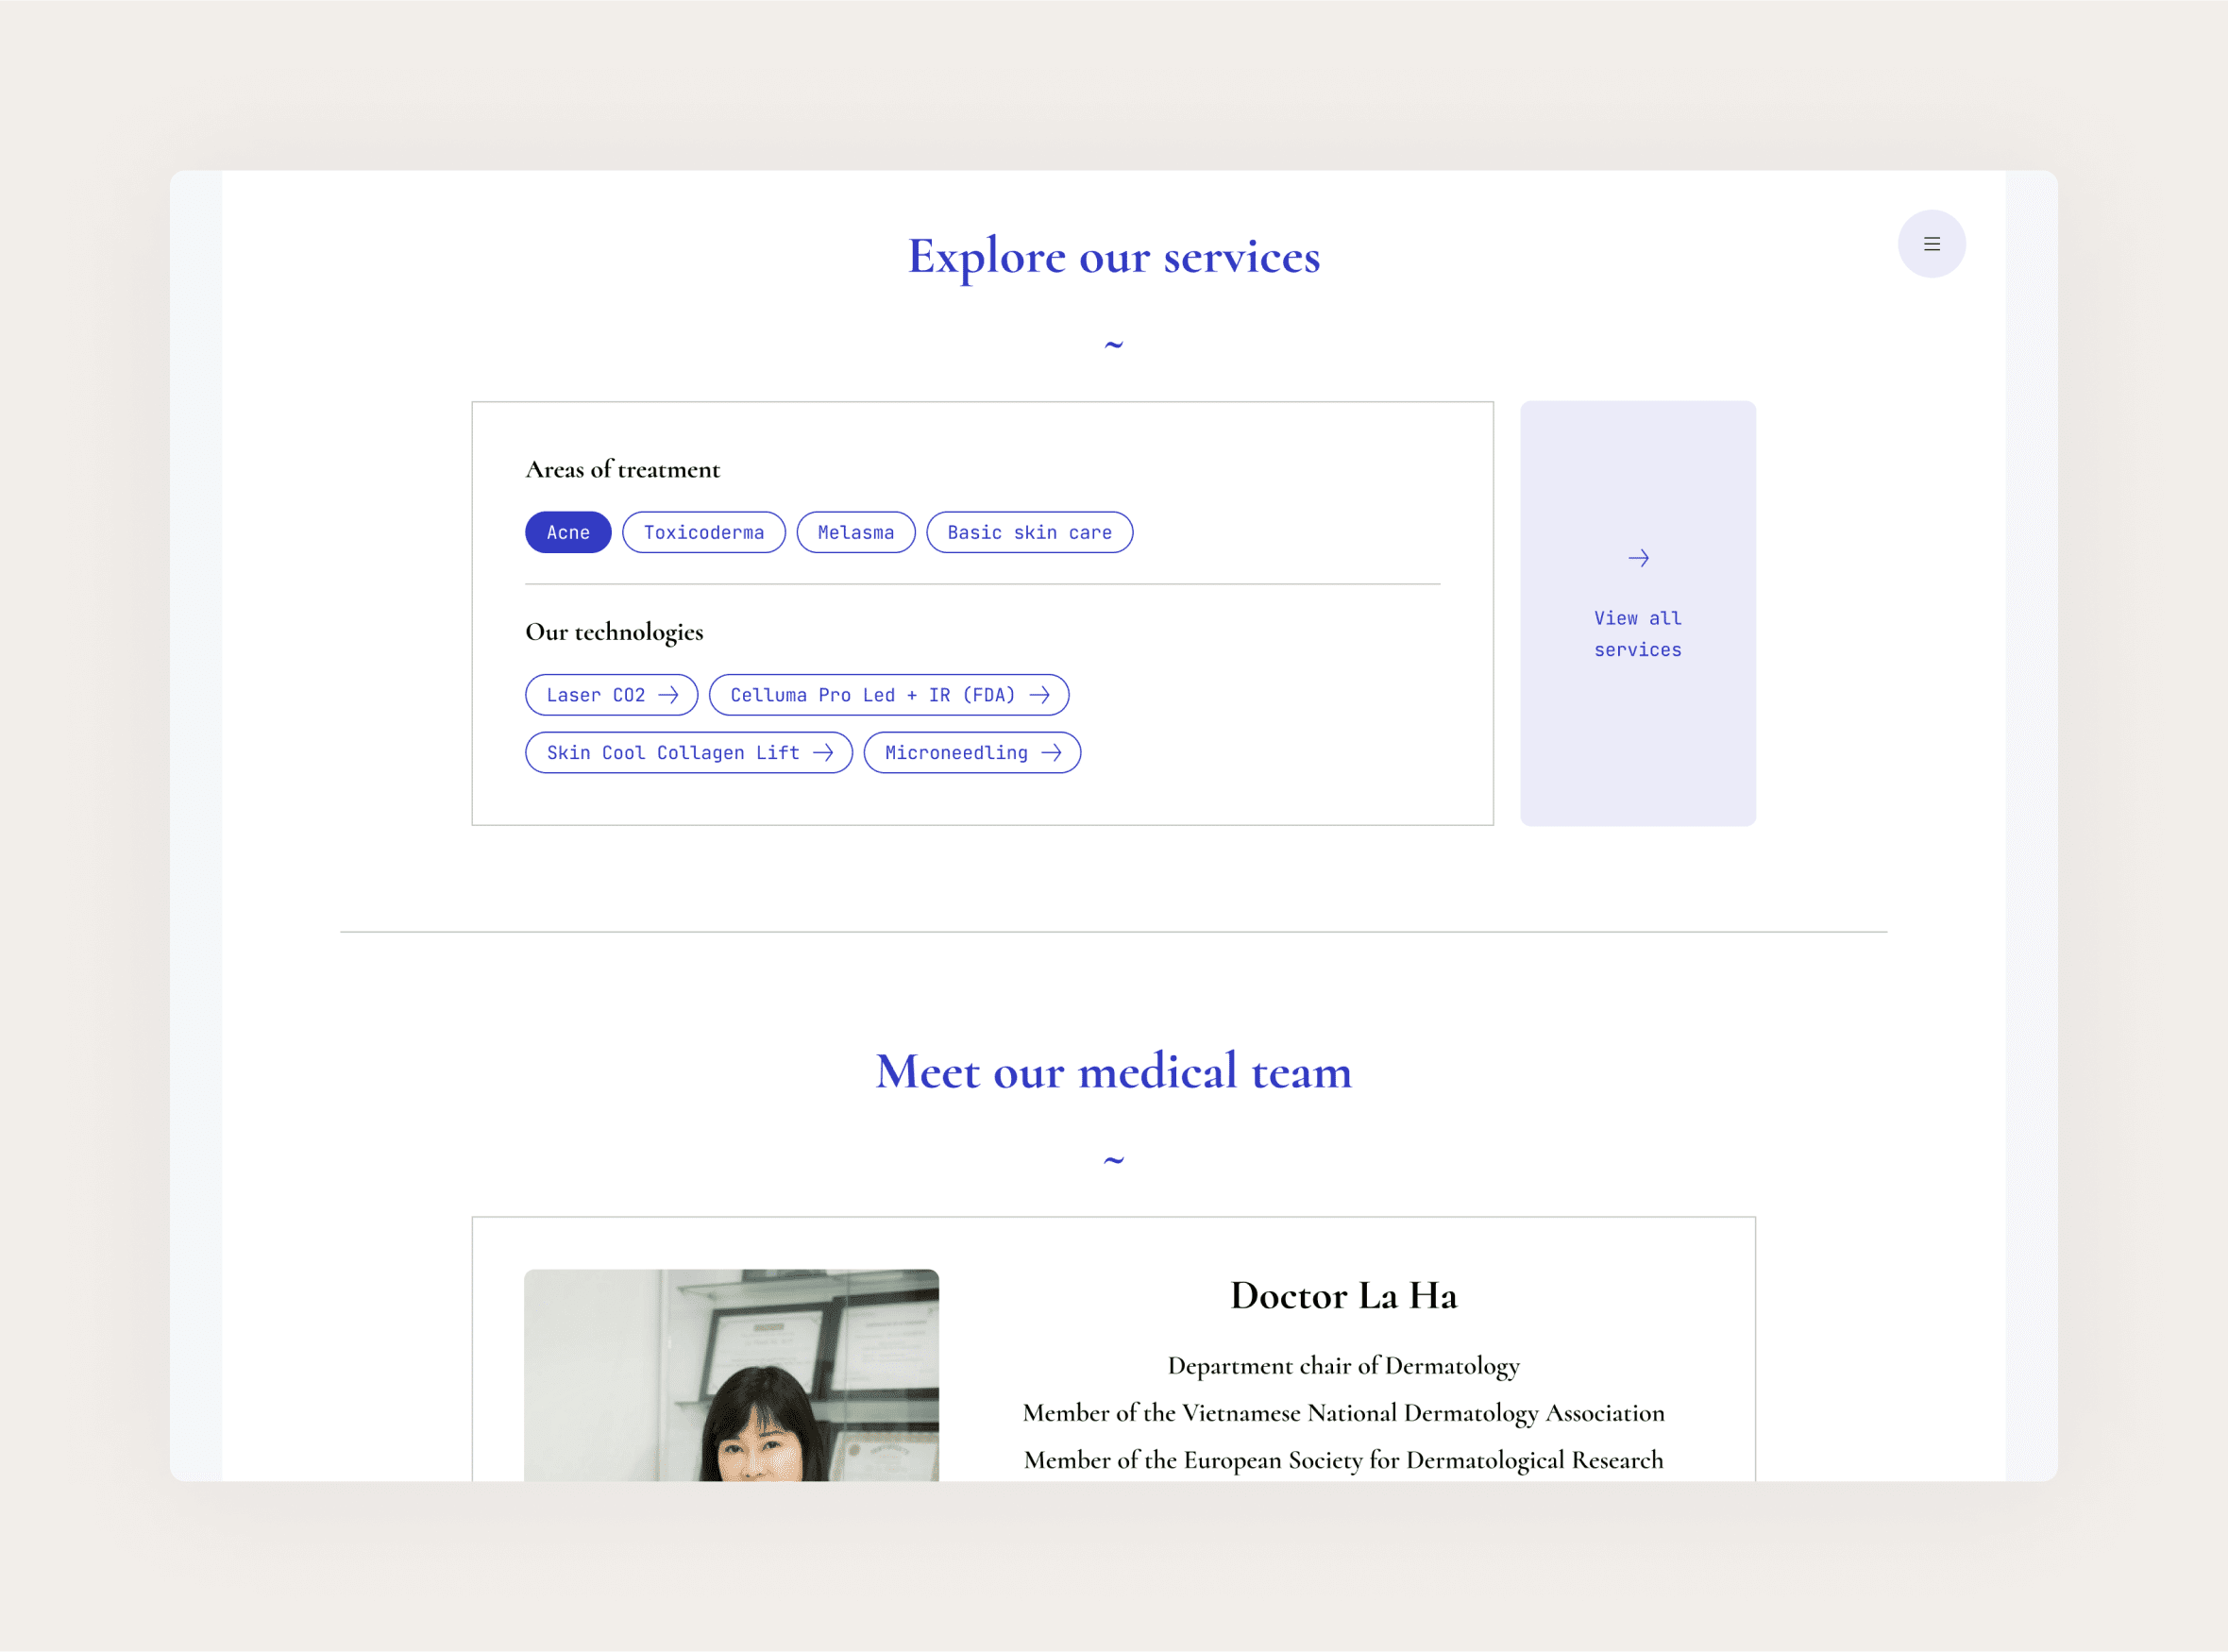 Explore our services
~
Areas of treatment
Acne
Toxicoderma
Melasma
Basic skin care
Our technologies
Laser CO2 →
Celluma Pro Led + IR (FDA) →
Skin Cool Collagen Lift →
Microneedling →
→
View all
services
Meet our medical team
~
Doctor La Ha
Department chair of Dermatology
Member of the Vietnamese National Dermatology Association
Member of the European Society for Dermatological Research